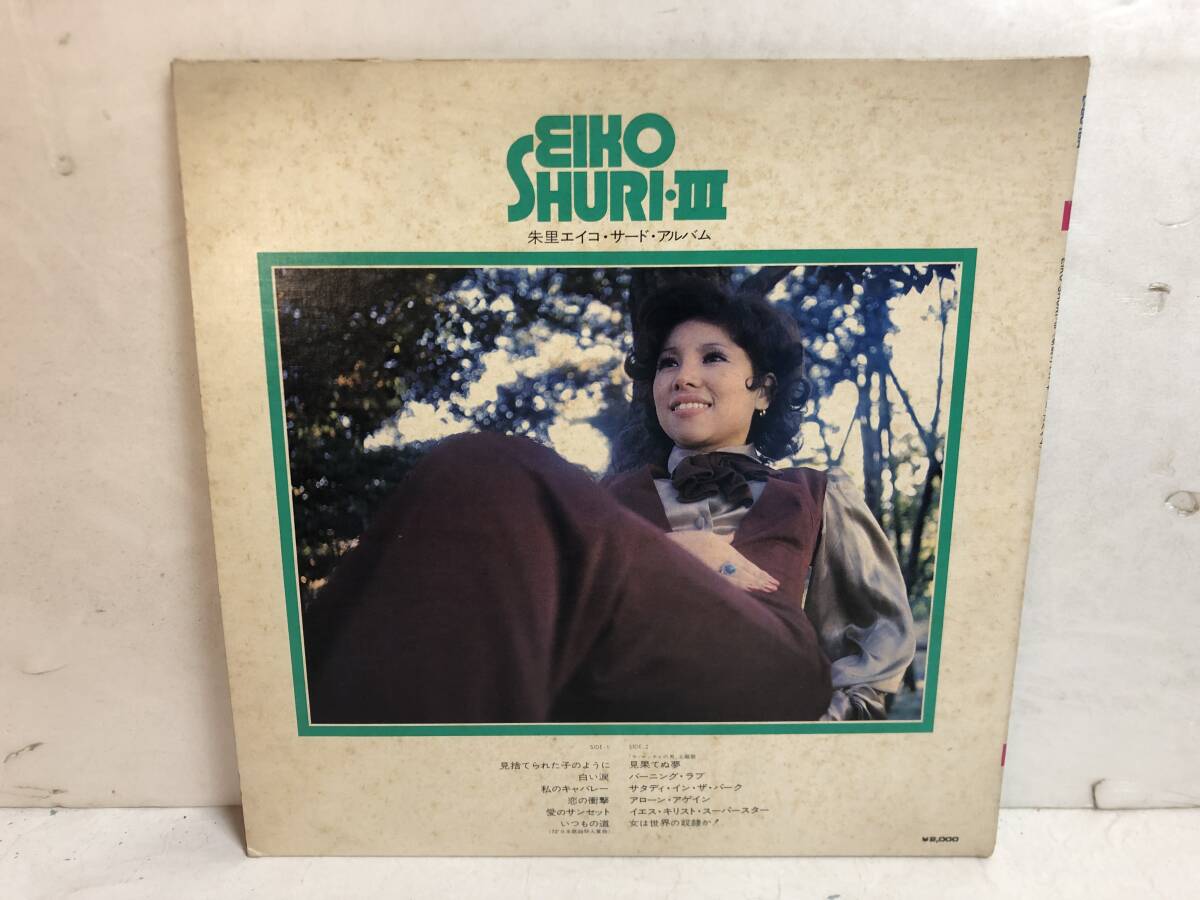 EIKO
SHURI・III
朱里エイコ・サード・アルバム
SIDE-1
見捨てられた子のように
白い涙
私のキャバレー
恋の衝撃
愛のサンセット
いつもの道
SIDE-2
見果てぬ夢
バーニング・ラブ
サタディ・イン・ザ・パーク
アローン・アゲイン
イエス・キリスト・スーパースター
女は世界の奴隷か!
¥2,000